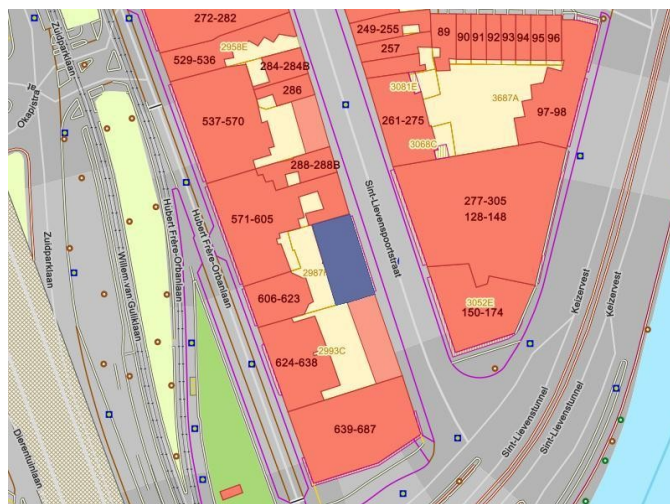 272-282
249-255
89
90
91
92
93
94
95
96
Zuidparklaan
2958E
257
529-536
284-284B
Okapistra
286
3081E
3687A
537-570
261-275
97-98
3068C
288-288B
571-605
277-305
128-148
Sint-Lievenspoortstraat
Hubert Frère-Orbanlaan
Hubert Frère-Orbanlaan
Willem van Guliklaan
Zuidparklaan
2987
606-623
3052E
150-174
Keizervest
Keizervest
2993C
624-638
639-687
Sint-Lievenstunnel
Sint-Lievenstunnel
Dierentuinlaan